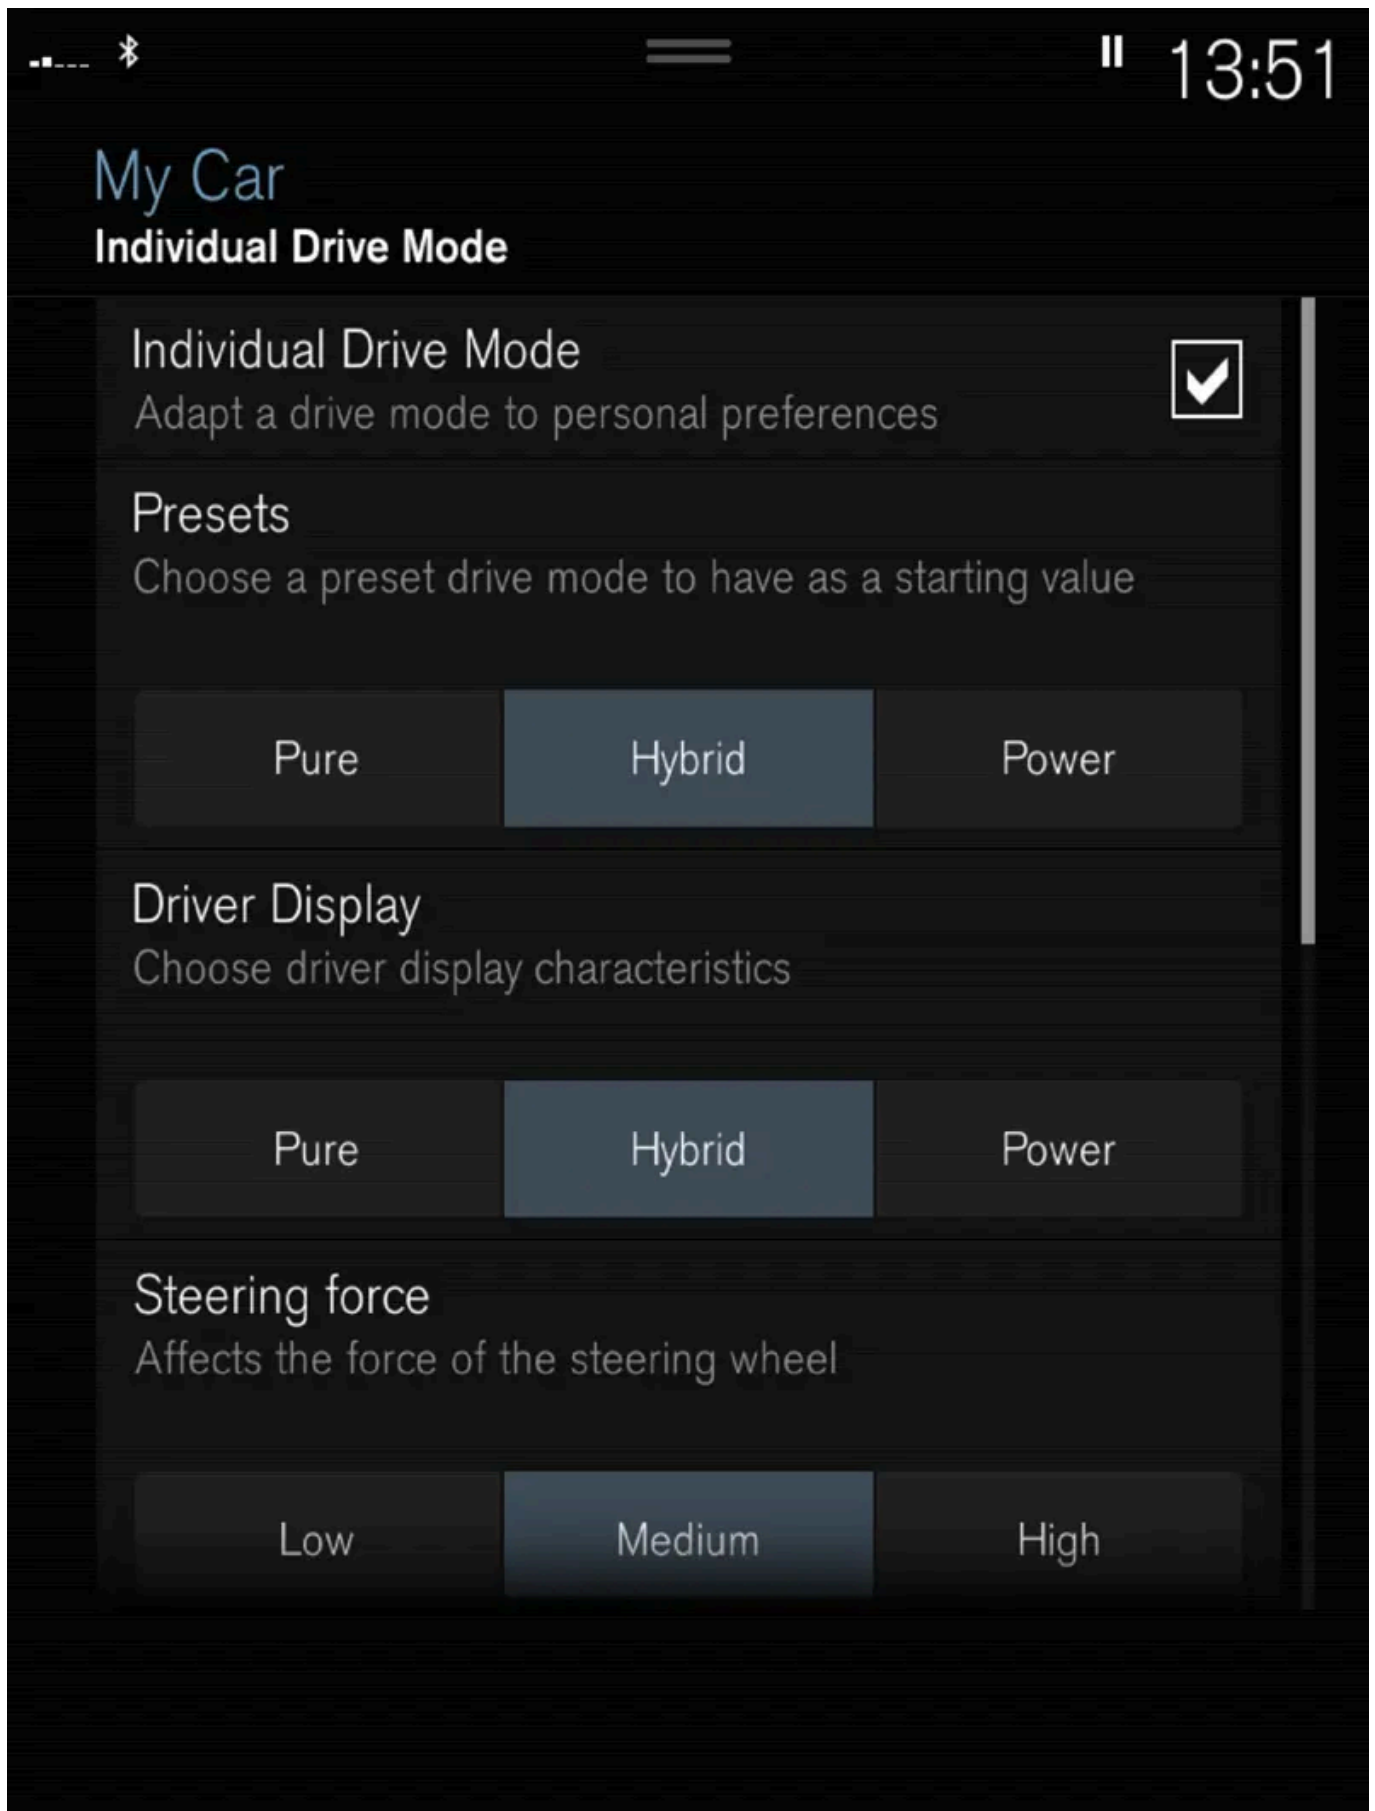 13:51
My Car
Individual Drive Mode
Individual Drive Mode
Adapt a drive mode to personal preferences
Presets
Choose a preset drive mode to have as a starting value
Pure Hybrid Power
Driver Display
Choose driver display characteristics
Pure Hybrid Power
Steering force
Affects the force of the steering wheel
Low Medium High